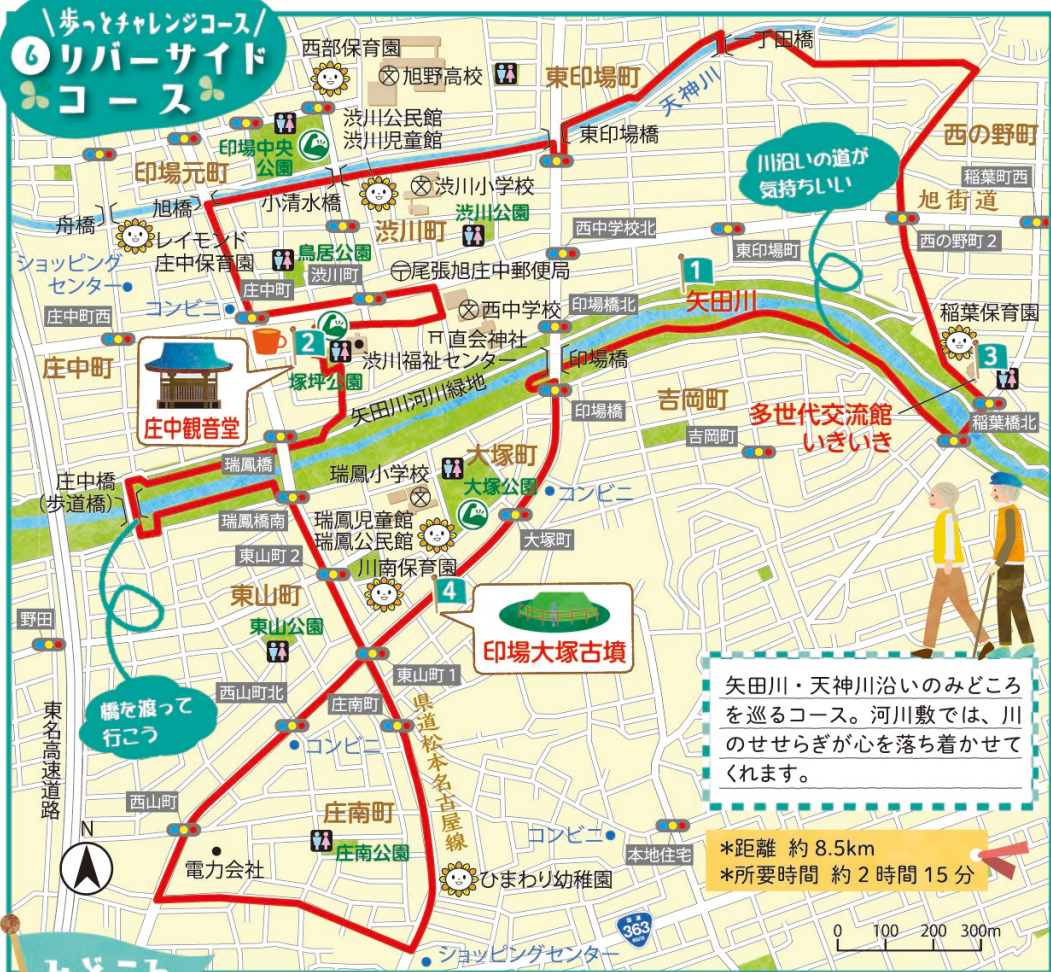 歩っとチャレンジコース
6 リバーサイド
コース
西部保育園
旭野高校
東印場町
一丁田橋
天神川
渋川公民館
渋川児童館
印場中央
公園
東印場橋
西の野町
印場元町
川沿いの道が
気持ちいい
稲葉町西
旭橋
小清水橋
渋川小学校
旭街道
舟橋
渋川公園
渋川町
西中学校北
東印場町
西の野町2
レイモンド
庄中保育園
鳥居公園
ショッピング
センター
庄中町
渋川町
尾張旭庄中郵便局
1
矢田川
コンビニ
西中学校
印場橋北
稲葉保育園
庄中町西
直会神社
2
渋川福祉センター
印場橋
3
庄中町
塚坪公園
矢田川河川緑地
印場橋
吉岡町
多世代交流館
いきいき
稲葉橋北
庄中観音堂
吉岡町
瑞鳳橋
瑞鳳小学校
大塚町
大塚公園
庄中橋
(歩道橋)
コンビニ
瑞鳳橋南
瑞鳳児童館
瑞鳳公民館
大塚町
東山町2
川南保育園
東山町
4
印場大塚古墳
野田
東山公園
東山町1
西山町北
庄南町
橋を渡って
行こう
県道松本名古屋線
コンビニ
東名高速道路
矢田川・天神川沿いのみどころ
を巡るコース。河川敷では、川
のせせらぎが心を落ち着かせて
くれます。
西山町
庄南町
コンビニ
本地住宅
N
電力会社
庄南公園
*距離 約8.5km
*所要時間 約2時間15分
ひまわり幼稚園
国道
363
ROUTE
0 100 200 300m
ショッピングセンター
みどころ